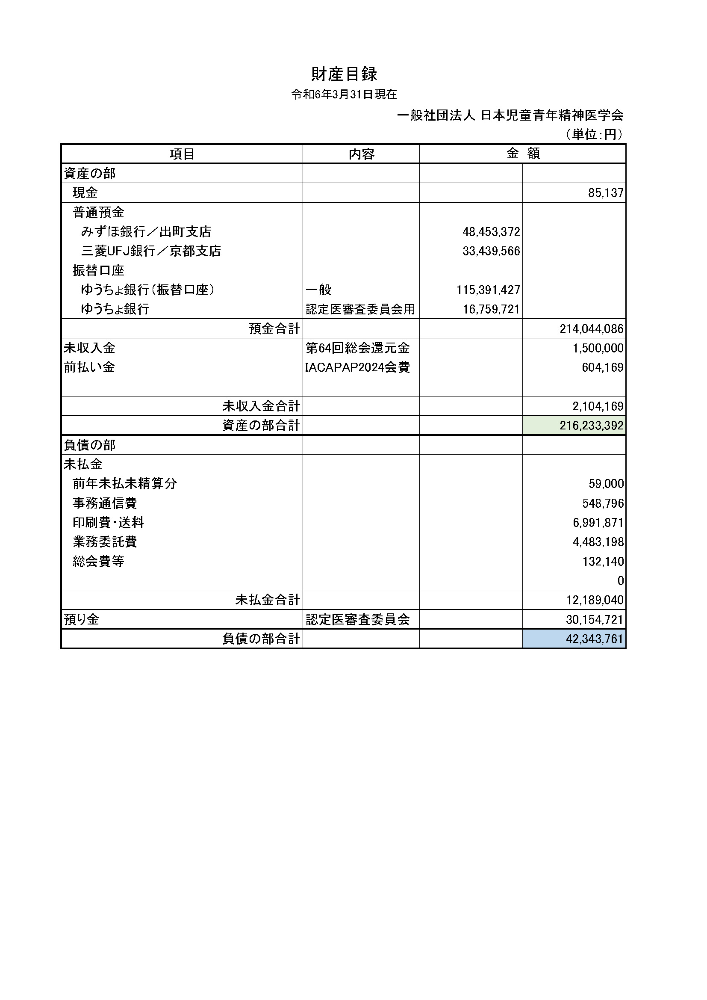 財産目録
令和6年3月31日現在
一般社団法人 日本児童青年精神医学会
（単位：円）
項目 内容 金 額
資産の部
現金 85,137
普通預金
みずほ銀行／出町支店 48,453,372
三菱UFJ銀行／京都支店 33,439,566
振替口座
ゆうちょ銀行（振替口座） 一般 115,391,427
ゆうちょ銀行 認定医審査委員会用 16,759,721
預金合計 214,044,086
未収入金 第64回総会還元金 1,500,000
前払い金 IACAPAP2024会費 604,169
未収入金合計 2,104,169
資産の部合計 216,233,392
負債の部
未払金
前年未払未精算分 59,000
事務通信費 548,796
印刷費・送料 6,991,871
業務委託費 4,483,198
総会費等 132,140
0
未払金合計 12,189,040
預り金 認定医審査委員会 30,154,721
負債の部合計 42,343,761